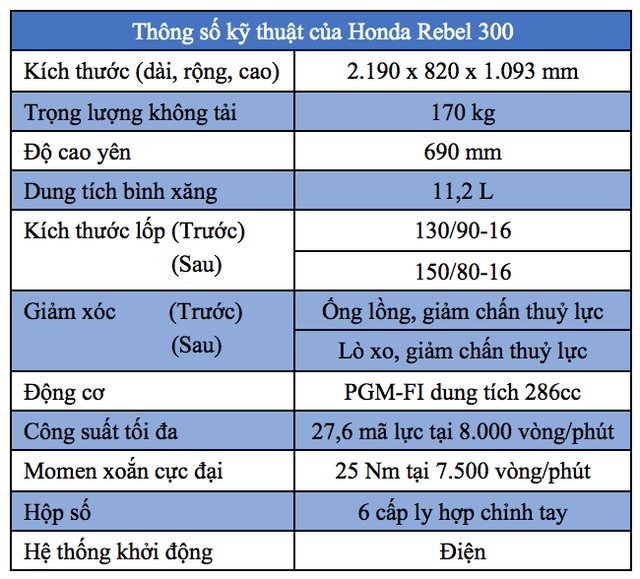 Thông số kỹ thuật của Honda Rebel 300
Kích thước (dài, rộng, cao) 2.190 x 820 x 1.093 mm
Trọng lượng không tải 170 kg
Độ cao yên 690 mm
Dung tích bình xăng 11,2 L
Kích thước lốp (Trước) 130/90-16
(Sau) 150/80-16
Giảm xóc (Trước) Ống lồng, giảm chấn thuỷ lực
(Sau) Lò xo, giảm chấn thuỷ lực
Động cơ PGM-FI dung tích 286cc
Công suất tối đa 27,6 mã lực tại 8.000 vòng/phút
Momen xoắn cực đại 25 Nm tại 7.500 vòng/phút
Hộp số 6 cấp ly hợp chỉnh tay
Hệ thống khởi động Điện